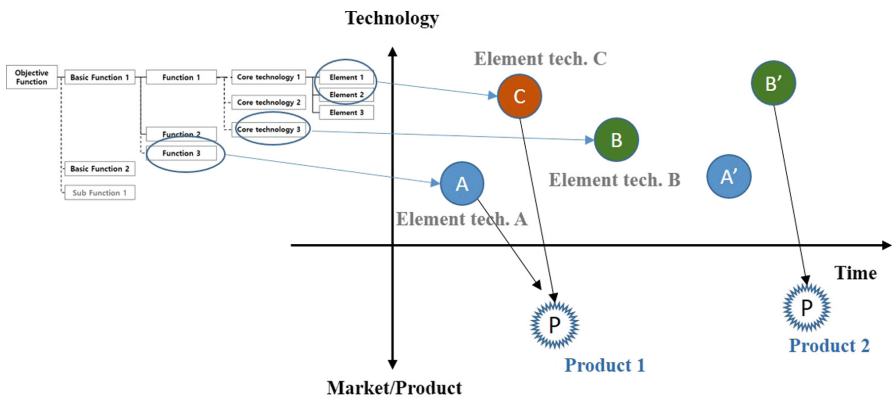 Technology
Objective
Function
Basic Function 1
Function 1
Core technology 1
Element 1
Element 2
Element 3
Core technology 2
Core technology 3
Function 2
Function 3
Basic Function 2
Sub Function 1
Element tech. C
C
B
Element tech. B
A
Element tech. A
A’
B’
Time
P
Product 1
P
Product 2
Market/Product